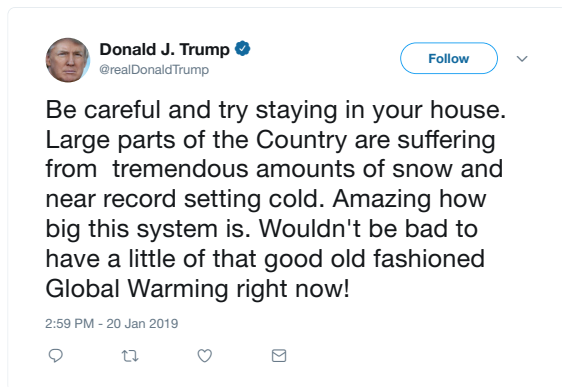 Donald J. Trump
@realDonaldTrump
Follow
Be careful and try staying in your house.
Large parts of the Country are suffering
from  tremendous amounts of snow and
near record setting cold. Amazing how
big this system is. Wouldn't be bad to
have a little of that good old fashioned
Global Warming right now!
2:59 PM - 20 Jan 2019